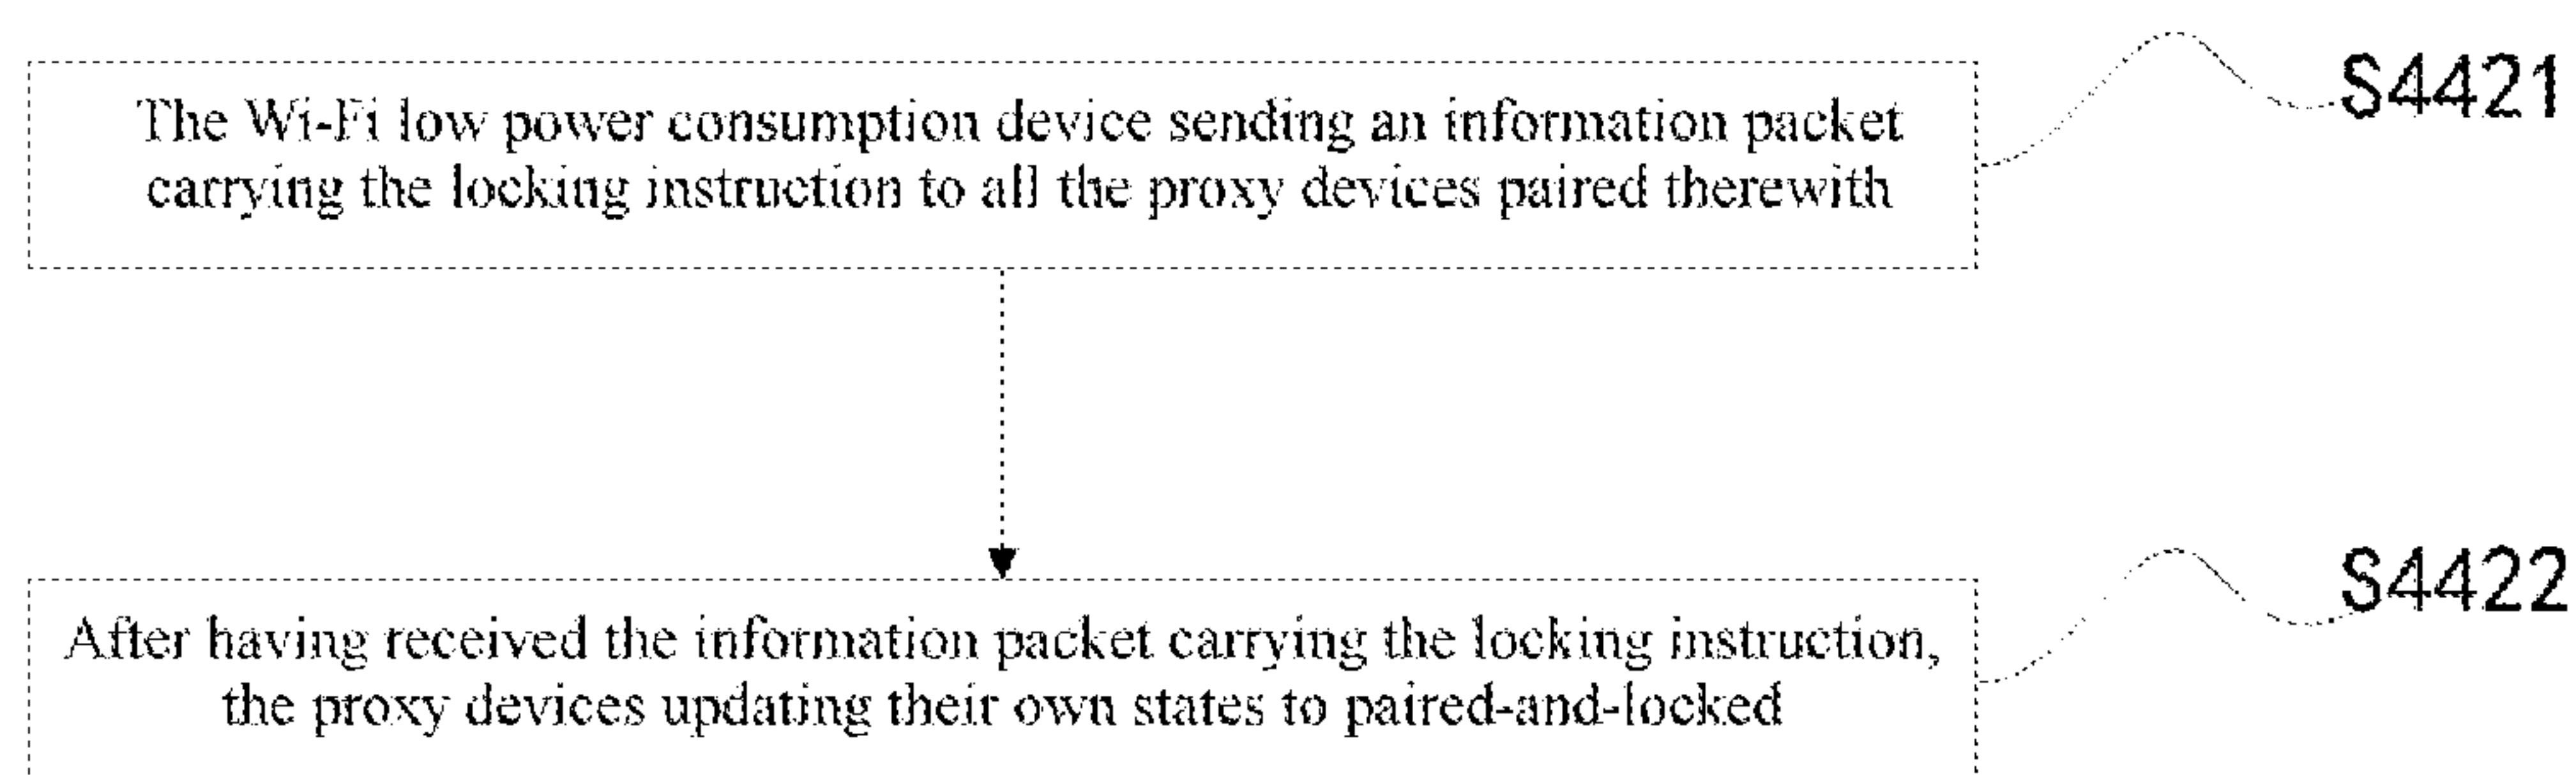 The Wi-Fi low power consumption device sending an information packet
carrying the locking instruction to all the proxy devices paired therewith
S4421
After having received the information packet carrying the locking instruction,
the proxy devices updating their own states to paired-and-locked
S4422